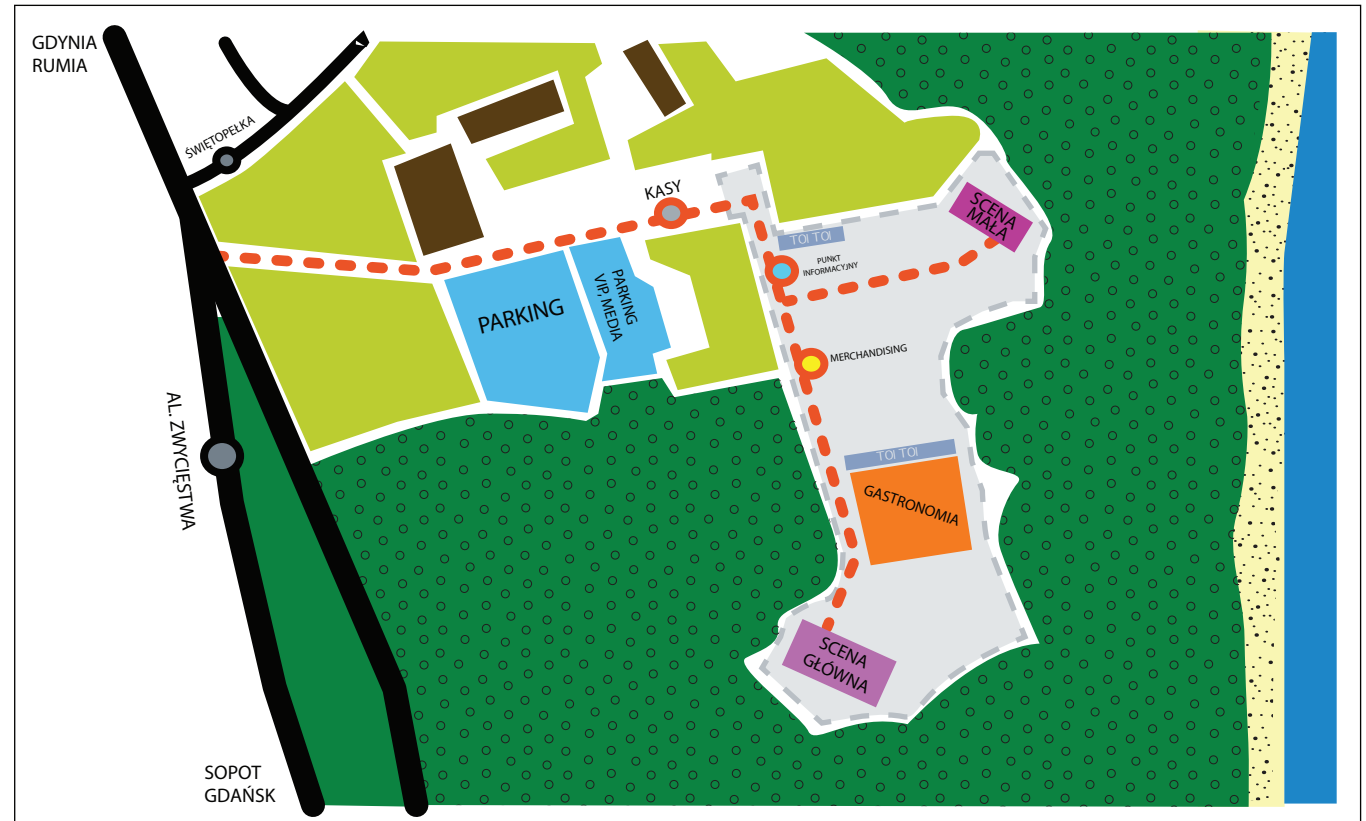 GDYNIA
RUMIA
ŚWIĘTOPEŁKA
KASY
SCENA
MAŁA
TOI TOI
PUNKT
INFORMACYJNY
PARKING
PARKING
VIP, MEDIA
MERCHANDISING
AL. ZWYCIĘSTWA
TOI TOI
GASTRONOMIA
SCENA
GŁÓWNA
SOPOT
GDAŃSK